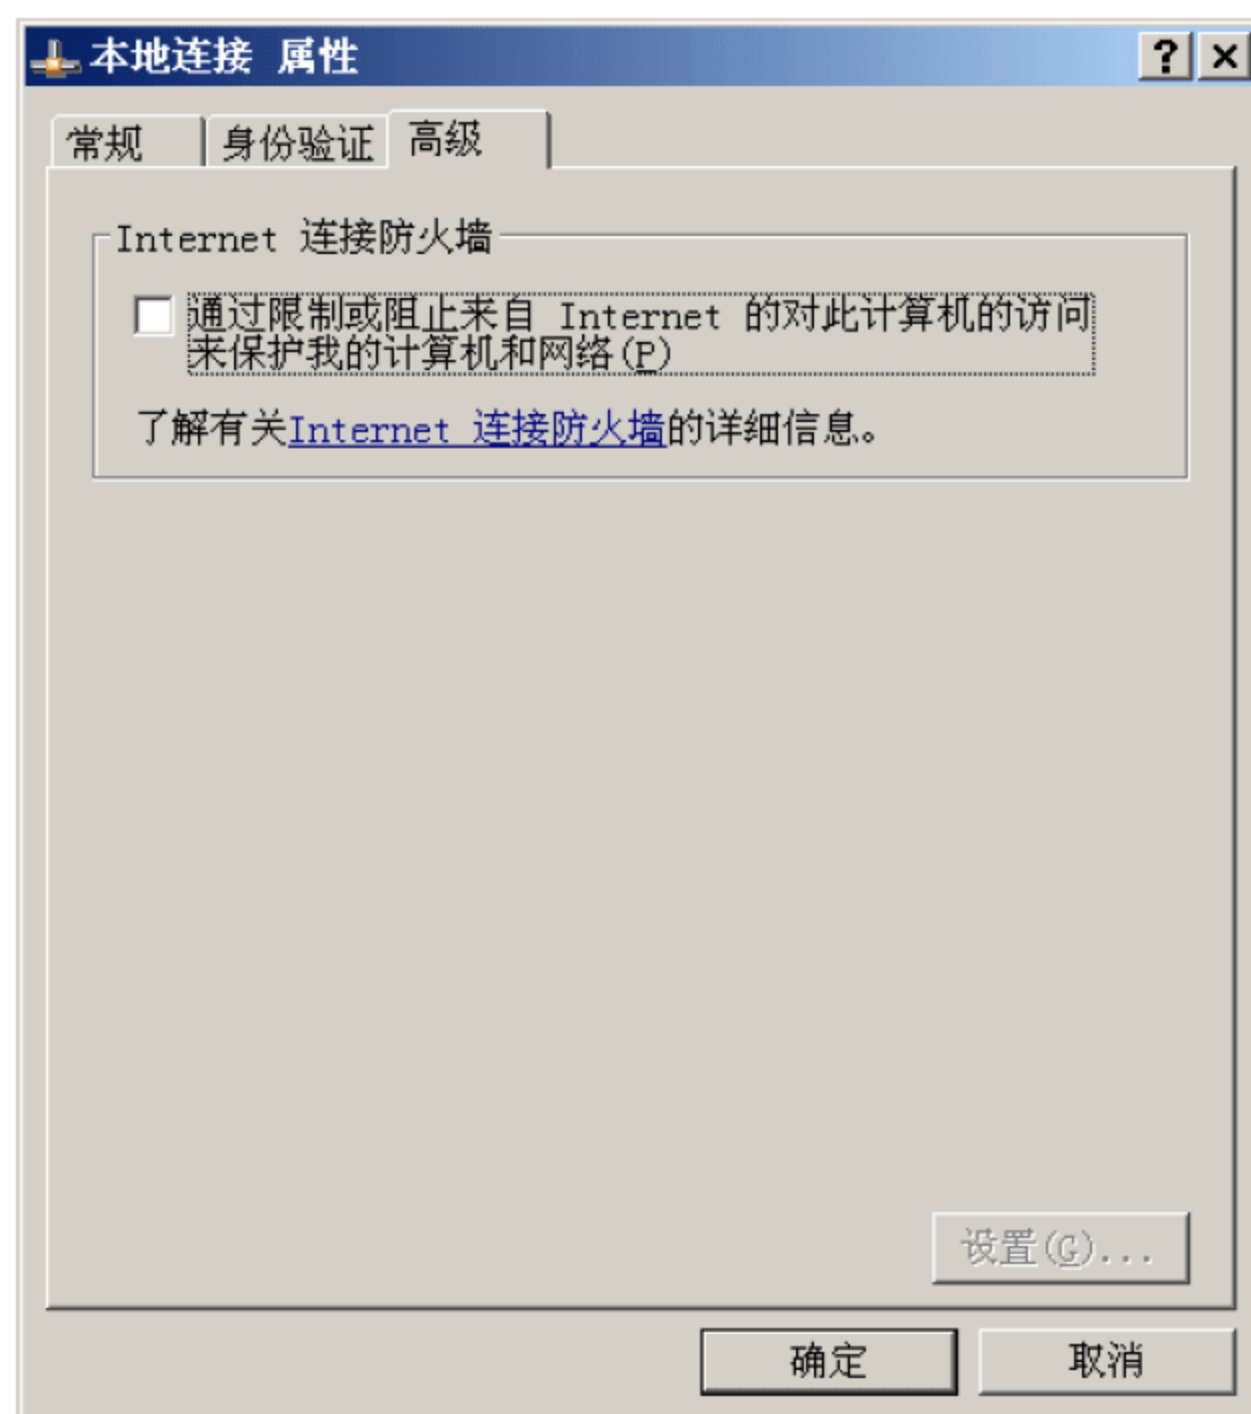 本地连接 属性
常规 身份验证 高级
Internet 连接防火墙
通过限制或阻止来自 Internet 的对此计算机的访问
来保护我的计算机和网络(P)
了解有关Internet 连接防火墙的详细信息。
设置(G)...
确定 取消